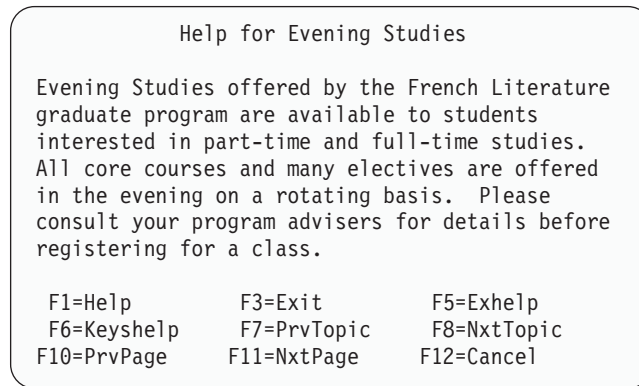 Help for Evening Studies
Evening Studies offered by the French Literature
graduate program are available to students
interested in part-time and full-time studies.
All core courses and many electives are offered
in the evening on a rotating basis.  Please
consult your program advisers for details before
registering for a class.
F1=Help F3=Exit F5=Exhelp
F6=Keyshelp F7=PrvTopic F8=NxtTopic
F10=PrvPage F11=NxtPage F12=Cancel